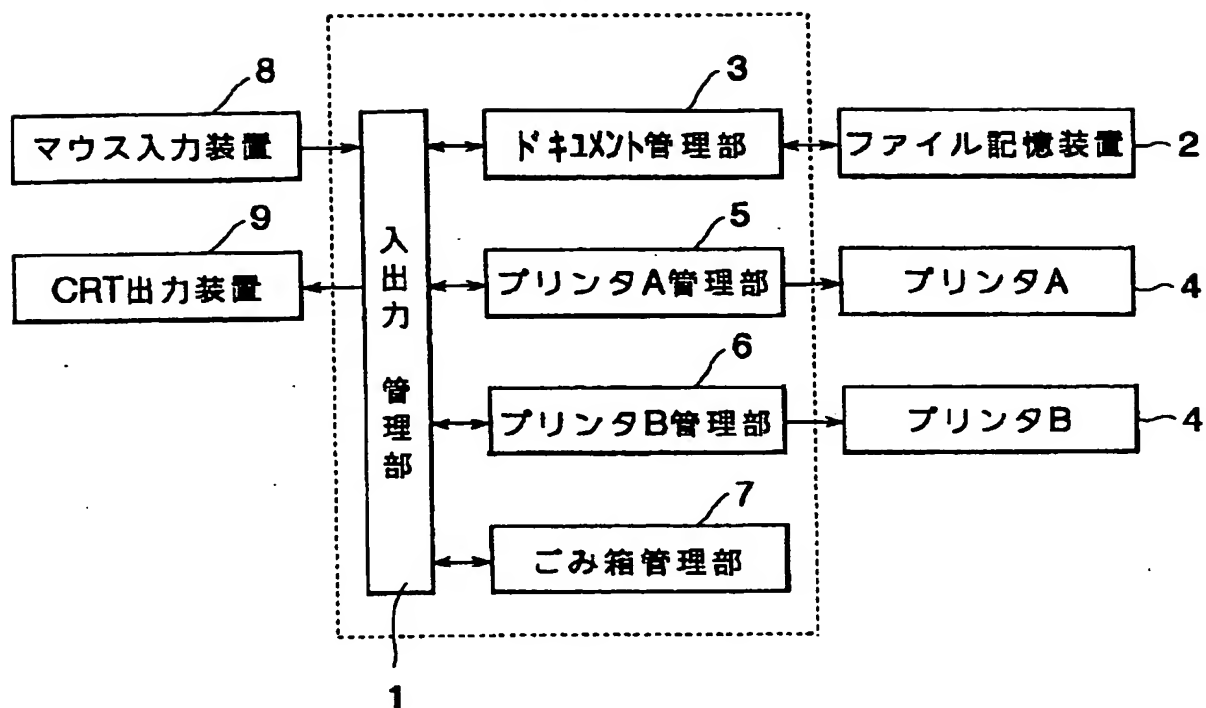 8
3
マウス入力装置
ドキュメント管理部
ファイル記憶装置
2
9
5
CRT出力装置
入出力管理部
プリンタA管理部
プリンタA
4
6
プリンタB管理部
プリンタB
4
7
ごみ箱管理部
1